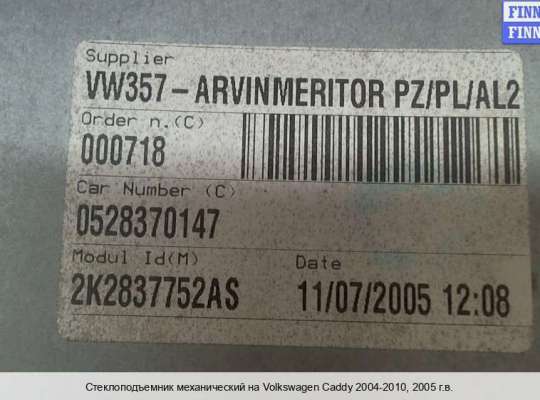 FINN
FINN
Supplier
VW357-ARVINMERITOR PZ/PL/AL2
Order n.(C)
000718
Car Number (C)
0528370147
Modul Id(M) Date
2K2837752AS 11/07/2005 12:08
Стеклоподъемник механический на Volkswagen Caddy 2004-2010, 2005 г.в.